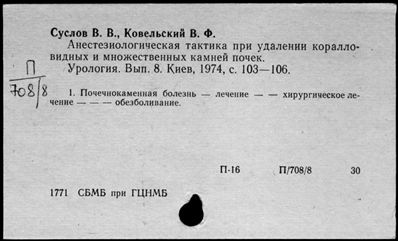 Суслов В. В., Ковельский В. Ф.
Анестезиологическая тактика при удалении коралло-
видных и множественных камней почек.
Урология. Вып. 8. Киев, 1974, с. 103—106.
П
708/8
1. Почечнокаменная болезнь — лечение — — хирургическое ле-
чение — — — обезболивание.
П-16 П/708/8 30
1771 СБМБ при ГЦНМБ